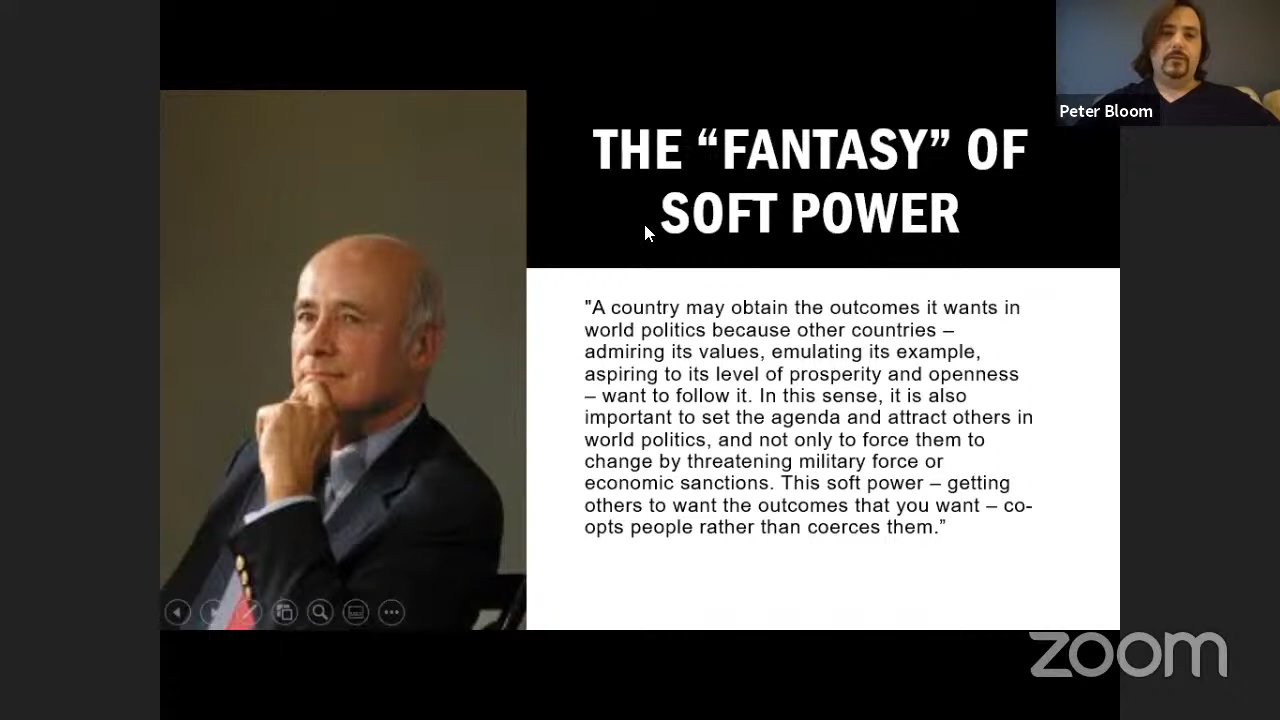 Peter Bloom
THE “FANTASY” OF
SOFT POWER
"A country may obtain the outcomes it wants in
world politics because other countries –
admiring its values, emulating its example,
aspiring to its level of prosperity and openness
– want to follow it. In this sense, it is also
important to set the agenda and attract others in
world politics, and not only to force them to
change by threatening military force or
economic sanctions. This soft power – getting
others to want the outcomes that you want – co-
opts people rather than coerces them.”
zoom